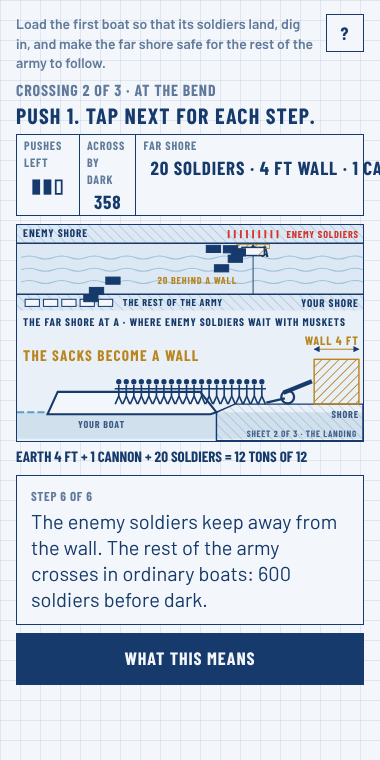 Load the first boat so that its soldiers land, dig
in, and make the far shore safe for the rest of the
army to follow.
?
CROSSING 2 OF 3 · AT THE BEND
PUSH 1. TAP NEXT FOR EACH STEP.
PUSHES
LEFT
ACROSS
BY
DARK
358
FAR SHORE
20 SOLDIERS · 4 FT WALL · 1 CA
ENEMY SHORE
ENEMY SOLDIERS
A
20 BEHIND A WALL
THE REST OF THE ARMY
YOUR SHORE
THE FAR SHORE AT A · WHERE ENEMY SOLDIERS WAIT WITH MUSKETS
WALL 4 FT
THE SACKS BECOME A WALL
SHORE
YOUR BOAT
SHEET 2 OF 3 · THE LANDING
EARTH 4 FT + 1 CANNON + 20 SOLDIERS = 12 TONS OF 12
STEP 6 OF 6
The enemy soldiers keep away from
the wall. The rest of the army
crosses in ordinary boats: 600
soldiers before dark.
WHAT THIS MEANS